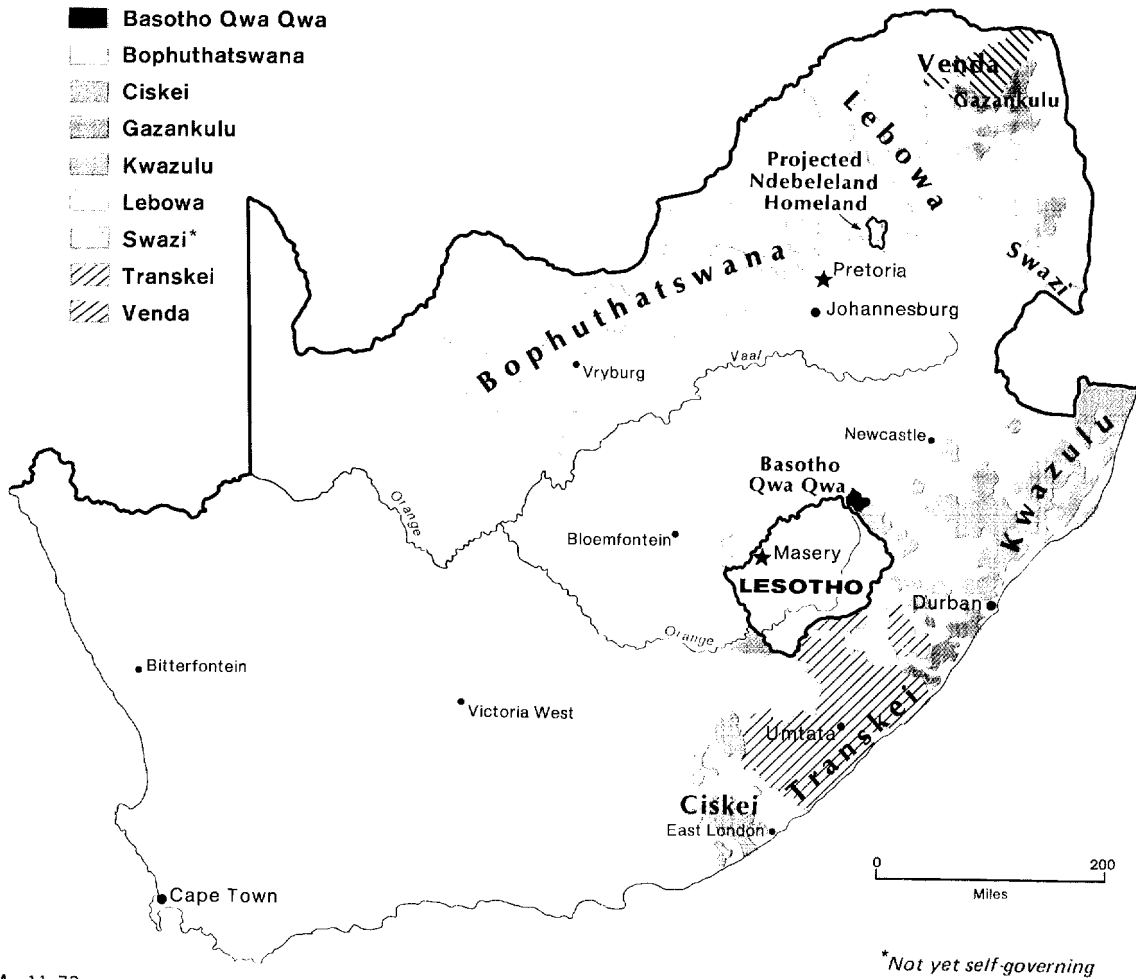 Basotho Qwa Qwa
Bophuthatswana
Ciskei
Gazankulu
Kwazulu
Lebowa
Swazi*
Transkei
Venda
Venda
Gazankulu
Lebowa
Projected
Ndebeleland
Homeland
Swazi*
Pretoria
Johannesburg
Bophuthatswana
Vaal
Vryburg
Newcastle
Kwazulu
Basotho
Qwa Qwa
Orange
Bloemfontein
Masery
LESOTHO
Durban
Orange
Bitterfontein
Victoria West
Umtata
Transkei
Ciskei
East London
0 200
Miles
Cape Town
*Not yet self-governing